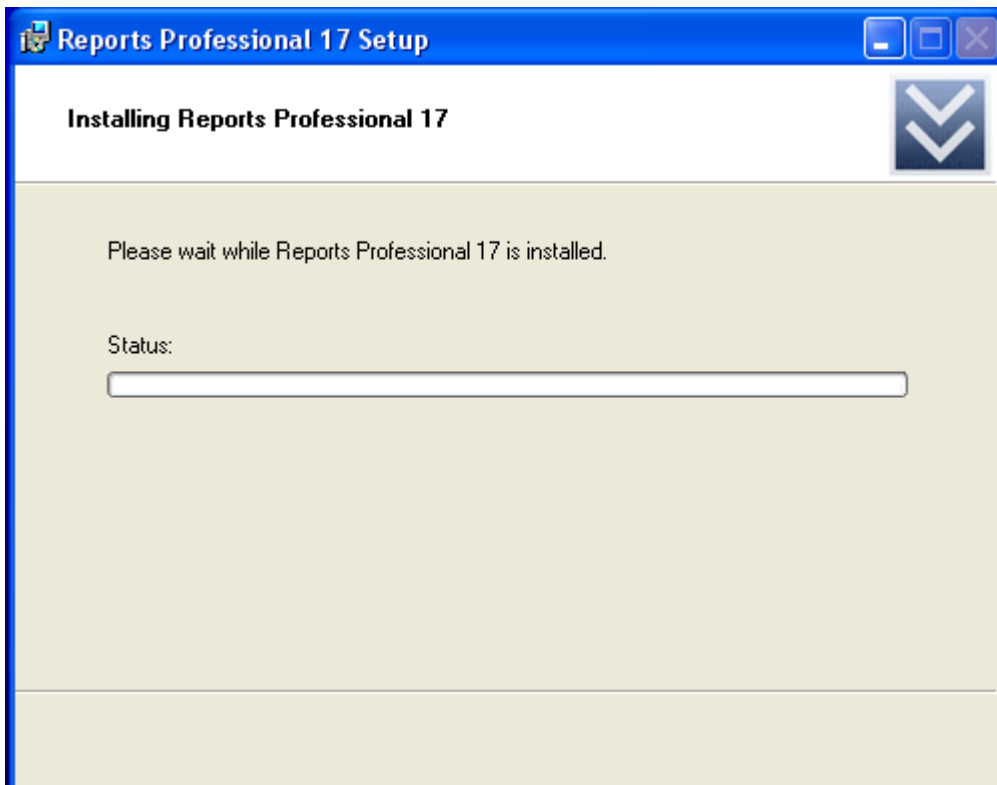 Reports Professional 17 Setup
Installing Reports Professional 17
Please wait while Reports Professional 17 is installed.
Status: